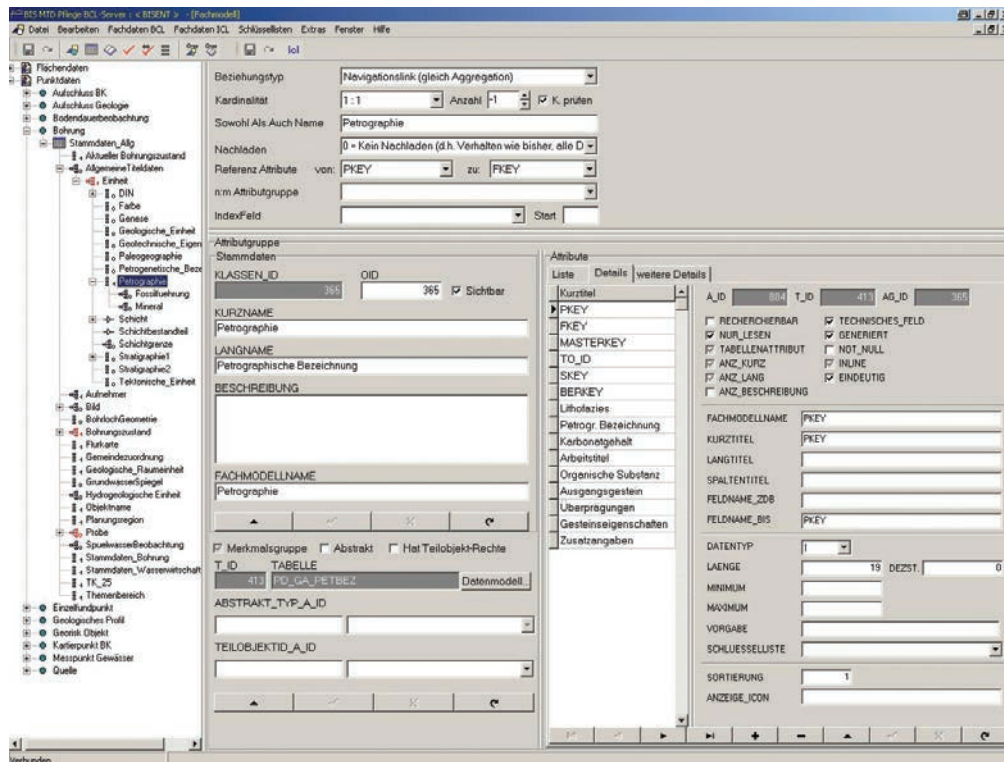 BIS MTD Pflege BCL-Server : < BISENT > - [Fachmodell]
Datei Bearbeiten Fachdaten BCL Fachdaten ICL Schlüssellisten Extras Fenster Hilfe
lol
Flächendaten
Punktdaten
Aufschluss BK
Aufschluss Geologie
Bodendauerbeobachtung
Bohrung
Stammdaten_Allg
Aktueller Bohrungszustand
AllgemeineTiteldaten
Einheit
DIN
Farbe
Genese
Geologische_Einheit
Geotechnische_Eigen
Paleogeographie
Petrogenetische_Beze
Petrographie
Fossilfuehrung
Mineral
Schicht
Schichtbestandteil
Schichtgrenze
Stratigraphie1
Stratigraphie2
Tektonische_Einheit
Aufnehmer
Bild
BohrlochGeometrie
Bohrungszustand
Flurkarte
Gemeindezuordnung
Geologische_Raumeinheit
GrundwasserSpiegel
Hydrogeologische Einheit
Objektname
Planungsregion
Probe
SpuelwasserBeobachtung
Stammdaten_Bohrung
Stammdaten_Wasserwirtschaft
TK_25
Themenbereich
Einzelfundpunkt
Geologisches Profil
Georisk Objekt
Kartierpunkt BK
Messpunkt Gewässer
Quelle
Beziehungstyp Navigationslink (gleich Aggregation)
Kardinalität 1 : 1 Anzahl -1 K. prüfen
Sowohl Als Auch Name Petrographie
Nachladen 0 = Kein Nachladen (d.h. Verhalten wie bisher, alle D
Referenz Attribute von: PKEY zu: FKEY
n:m Attributgruppe
IndexFeld Start
Attributgruppe
Stammdaten
KLASSEN_ID OID
365 365 Sichtbar
KURZNAME
Petrographie
LANGNAME
Petrographische Bezeichnung
BESCHREIBUNG
FACHMODELLNAME
Petrographie
Merkmalsgruppe Abstrakt Hat Teilobjekt-Rechte
T_ID TABELLE
413 PD_GA_PETBEZ Datenmodell...
ABSTRAKT_TYP_A_ID
TEILOBJEKTID_A_ID
Attribute
Liste Details weitere Details
Kurztitel
PKEY
FKEY
MASTERKEY
TO_ID
SKEY
BERKEY
Lithofazies
Petrogr. Bezeichnung
Karbonatgehalt
Arbeitstitel
Organische Substanz
Ausgangsgestein
Überprägungen
Gesteinseigenschaften
Zusatzangaben
A_ID 884 T_ID 413 AG_ID 365
RECHERCHIERBAR TECHNISCHES_FELD
NUR_LESEN GENERIERT
TABELLENATTRIBUT NOT_NULL
ANZ_KURZ INLINE
ANZ_LANG EINDEUTIG
ANZ_BESCHREIBUNG
FACHMODELLNAME PKEY
KURZTITEL PKEY
LANGTITEL
SPALTENTITEL
FELDNAME_ZDB
FELDNAME_BIS PKEY
DATENTYP I
LAENGE 19 DEZST. 0
MINIMUM
MAXIMUM
VORGABE
SCHLUESSELLISTE
SORTIERUNG 1
ANZEIGE_ICON
Verbunden